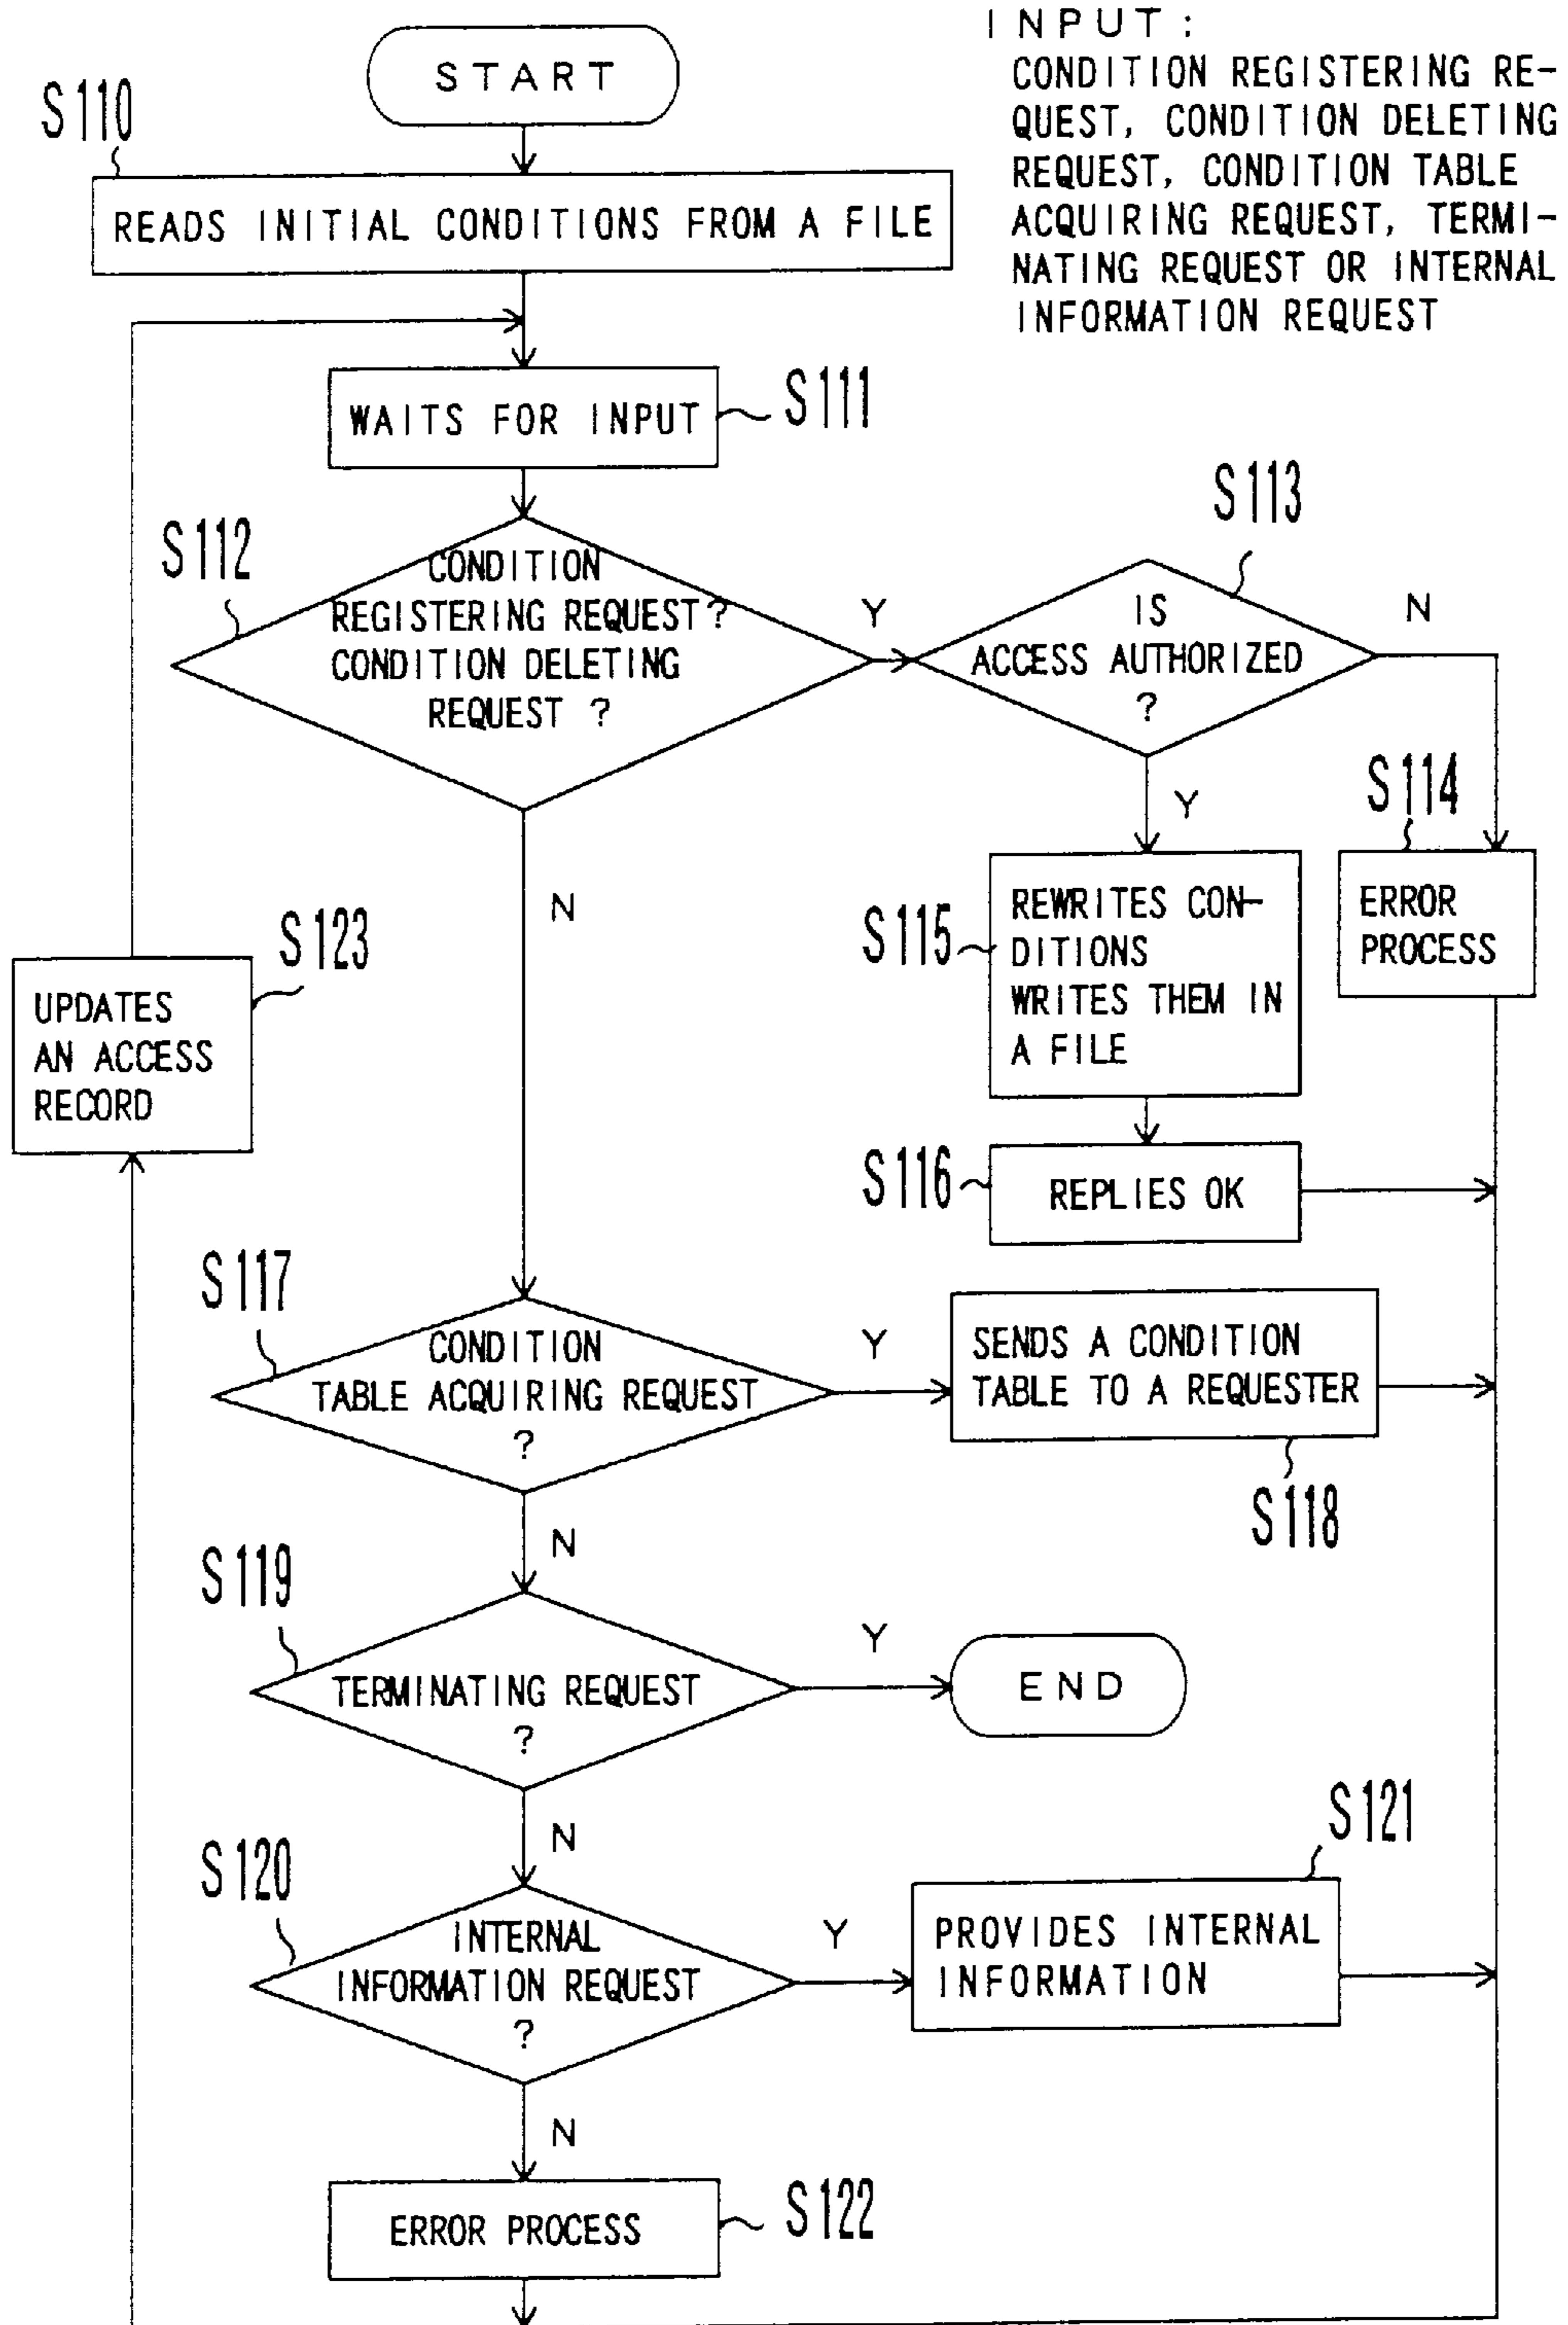 INPUT:
CONDITION REGISTERING RE-
QUEST, CONDITION DELETING
REQUEST, CONDITION TABLE
ACQUIRING REQUEST, TERMI-
NATING REQUEST OR INTERNAL
INFORMATION REQUEST
START
S110
READS INITIAL CONDITIONS FROM A FILE
WAITS FOR INPUT
S111
S112
CONDITION
REGISTERING REQUEST?
CONDITION DELETING
REQUEST ?
Y
N
S113
IS
ACCESS AUTHORIZED
?
N
Y
S114
ERROR
PROCESS
S115
REWRITES CON-
DITIONS
WRITES THEM IN
A FILE
S116
REPLIES OK
S123
UPDATES
AN ACCESS
RECORD
S117
CONDITION
TABLE ACQUIRING REQUEST
?
Y
N
SENDS A CONDITION
TABLE TO A REQUESTER
S118
S119
TERMINATING REQUEST
?
Y
N
END
S120
INTERNAL
INFORMATION REQUEST
?
Y
N
S121
PROVIDES INTERNAL
INFORMATION
ERROR PROCESS
S122